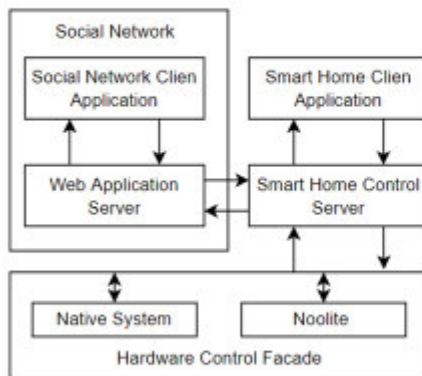 Social Network
Social Network Clien
Application
Smart Home Clien
Application
Web Application
Server
Smart Home Control
Server
Native System
Noolite
Hardware Control Facade